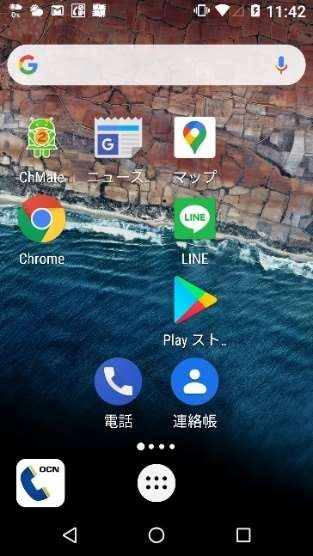 11:42
ChMate
ニュース
マップ
Chrome
LINE
LINE
Play スト..
電話
連絡帳
OCN